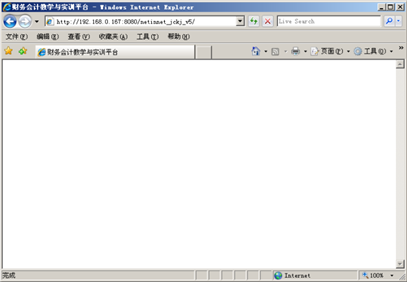 财务会计教学与实训平台 - Windows Internet Explorer
http://192.168.0.167:8080/netinnet_jckj_v5/
Live Search
文件(F) 编辑(E) 查看(V) 收藏夹(A) 工具(T) 帮助(H)
财务会计教学与实训平台
页面(P) 工具(O) »
完成
Internet
100%